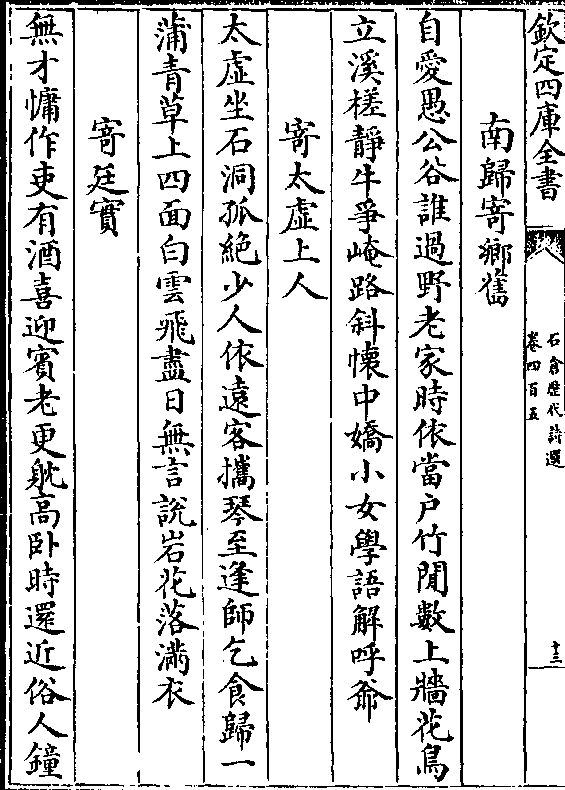 欽定四庫全書
石倉歷代詩選
卷四百五
十三
南歸寄鄉舊
自愛愚公谷誰過野老家時依當户竹閒數上牆花鳥
立溪槎靜牛爭崦路斜懷中嬌小女學語解呼爺
寄太虛上人
太虛坐石洞孤絶少人依遠客攜琴至逢師乞食歸一
蒲青草上四面白雲飛盡日無言說岩花落滿衣
寄廷實
無才慵作吏有酒喜迎賓老更躭高卧時還近俗人鐘